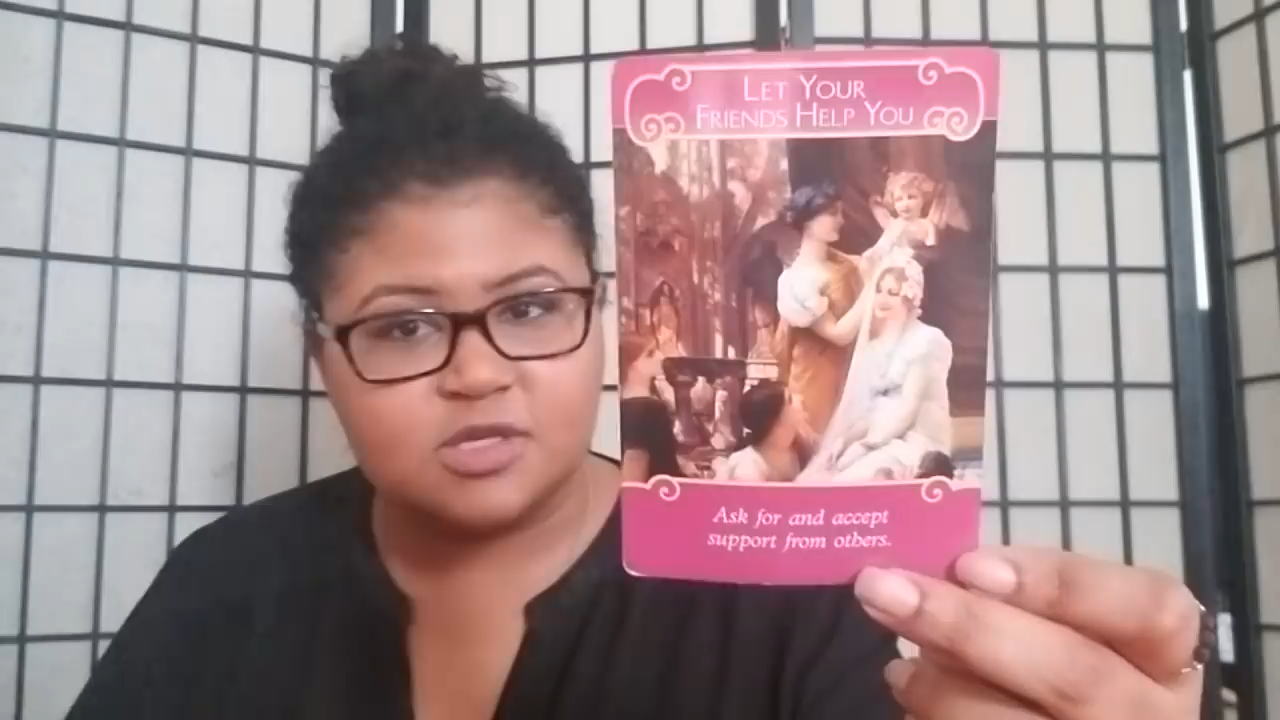 LET YOUR
FRIENDS HELP YOU
Ask for and accept
support from others.